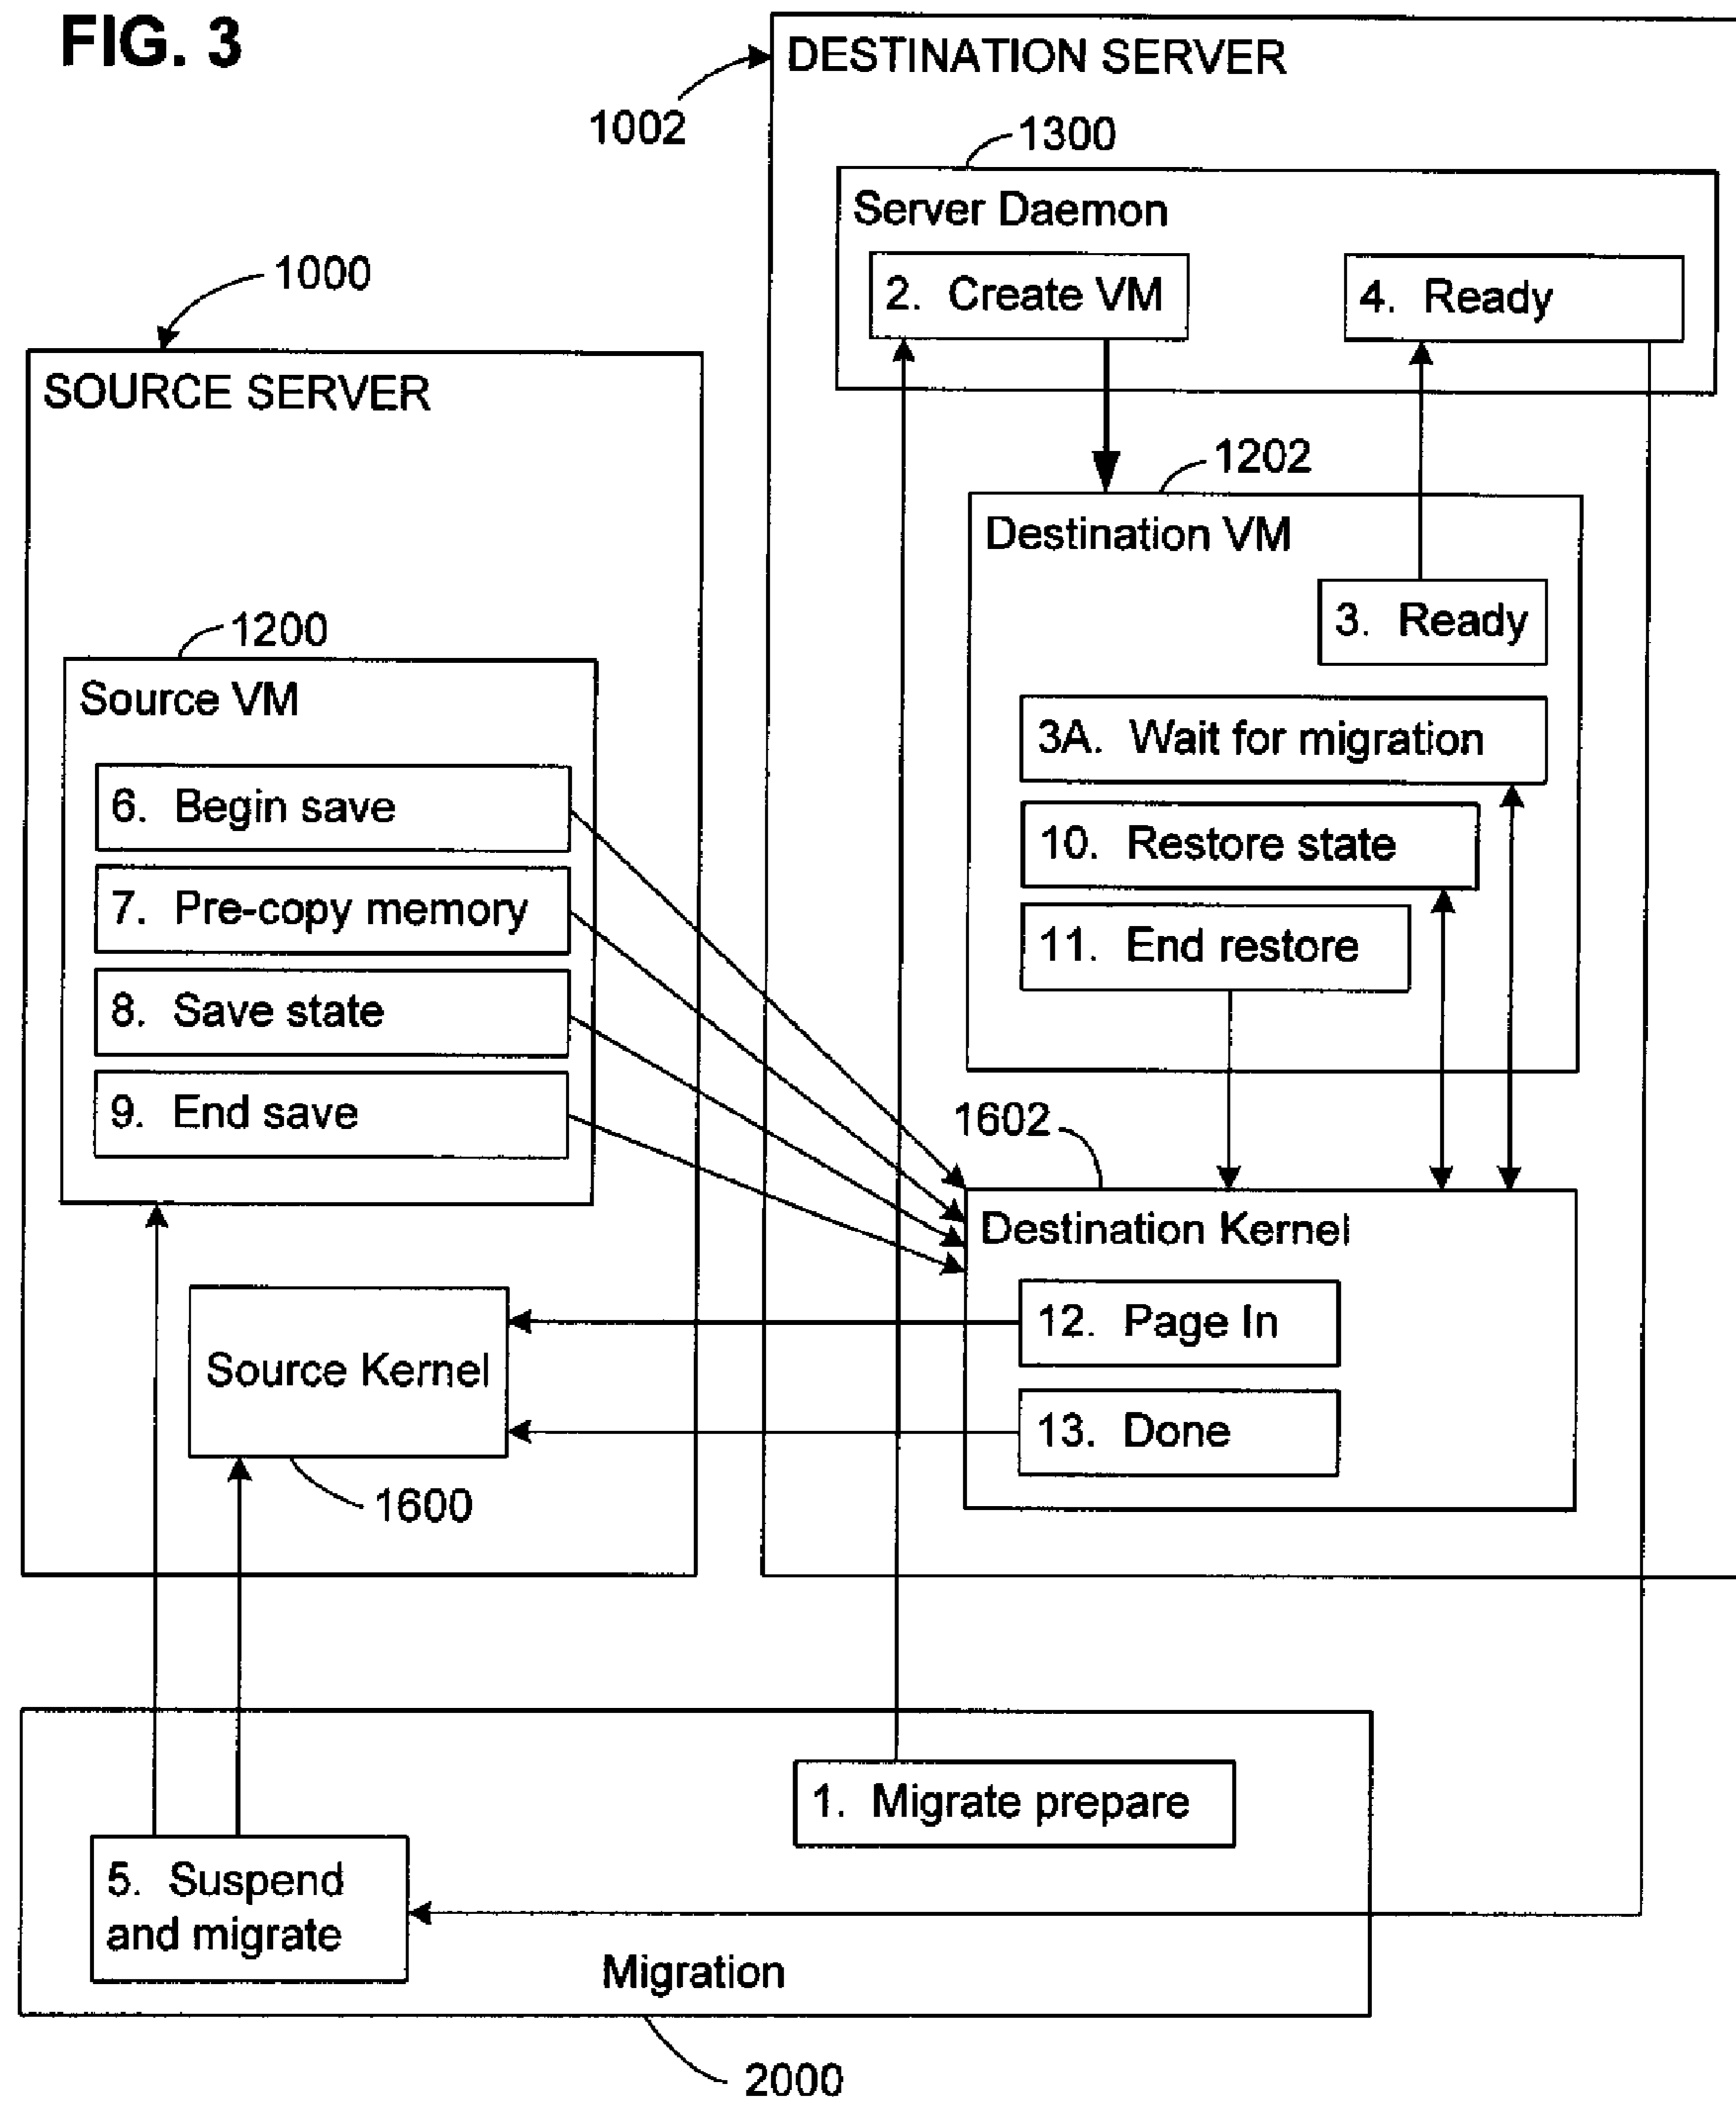 FIG. 3
DESTINATION SERVER
1002
1300
Server Daemon
2. Create VM
4. Ready
1000
SOURCE SERVER
1202
Destination VM
3. Ready
1200
Source VM
3A. Wait for migration
6. Begin save
10. Restore state
7. Pre-copy memory
11. End restore
8. Save state
9. End save
1602
Destination Kernel
12. Page In
Source Kernel
13. Done
1600
1. Migrate prepare
5. Suspend
and migrate
Migration
2000